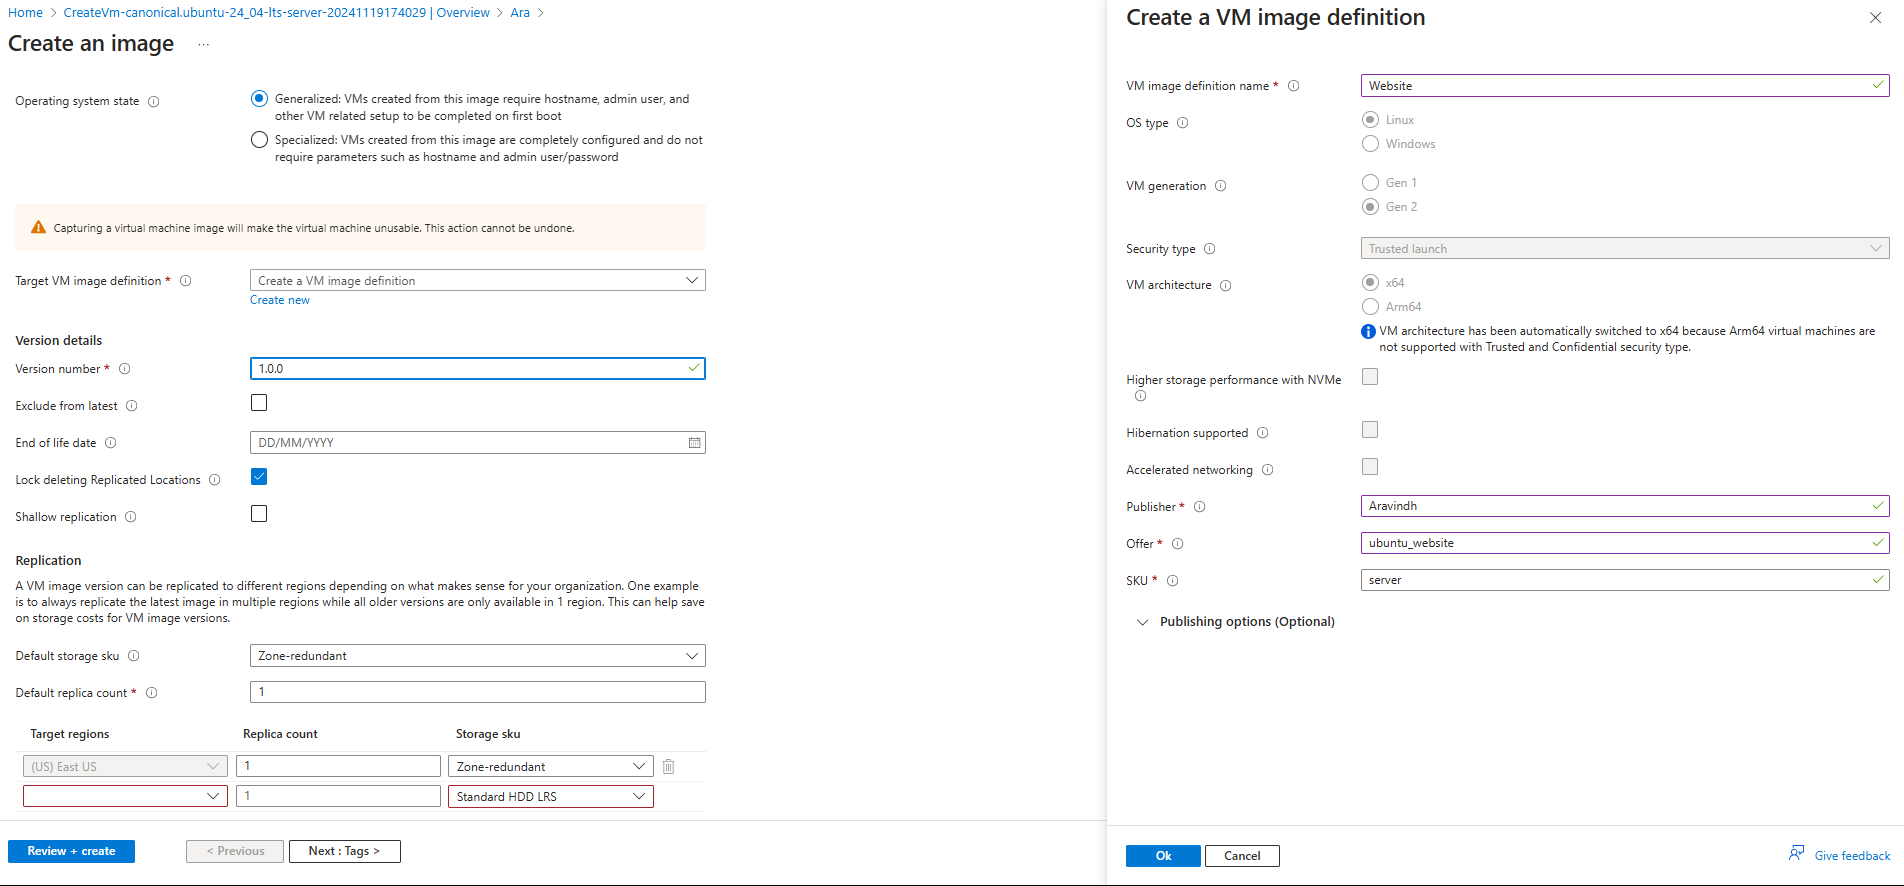 Home > CreateVm-canonical.ubuntu-24_04-lts-server-20241119174029 | Overview > Ara >
Create an image ...
Operating system state
Generalized: VMs created from this image require hostname, admin user, and
other VM related setup to be completed on first boot
Specialized: VMs created from this image are completely configured and do not
require parameters such as hostname and admin user/password
Capturing a virtual machine image will make the virtual machine unusable. This action cannot be undone.
Target VM image definition *
Create a VM image definition
Create new
Version details
Version number *
1.0.0
Exclude from latest
End of life date
DD/MM/YYYY
Lock deleting Replicated Locations
Shallow replication
Replication
A VM image version can be replicated to different regions depending on what makes sense for your organization. One example
is to always replicate the latest image in multiple regions while all older versions are only available in 1 region. This can help save
on storage costs for VM image versions.
Default storage sku
Zone-redundant
Default replica count *
1
Target regions Replica count Storage sku
(US) East US 1 Zone-redundant
1 Standard HDD LRS
Review + create
< Previous
Next : Tags >
Create a VM image definition
VM image definition name *
Website
OS type
Linux
Windows
VM generation
Gen 1
Gen 2
Security type
Trusted launch
VM architecture
x64
Arm64
VM architecture has been automatically switched to x64 because Arm64 virtual machines are
not supported with Trusted and Confidential security type.
Higher storage performance with NVMe
Hibernation supported
Accelerated networking
Publisher *
Aravindh
Offer *
ubuntu_website
SKU *
server
Publishing options (Optional)
Ok
Cancel
Give feedback